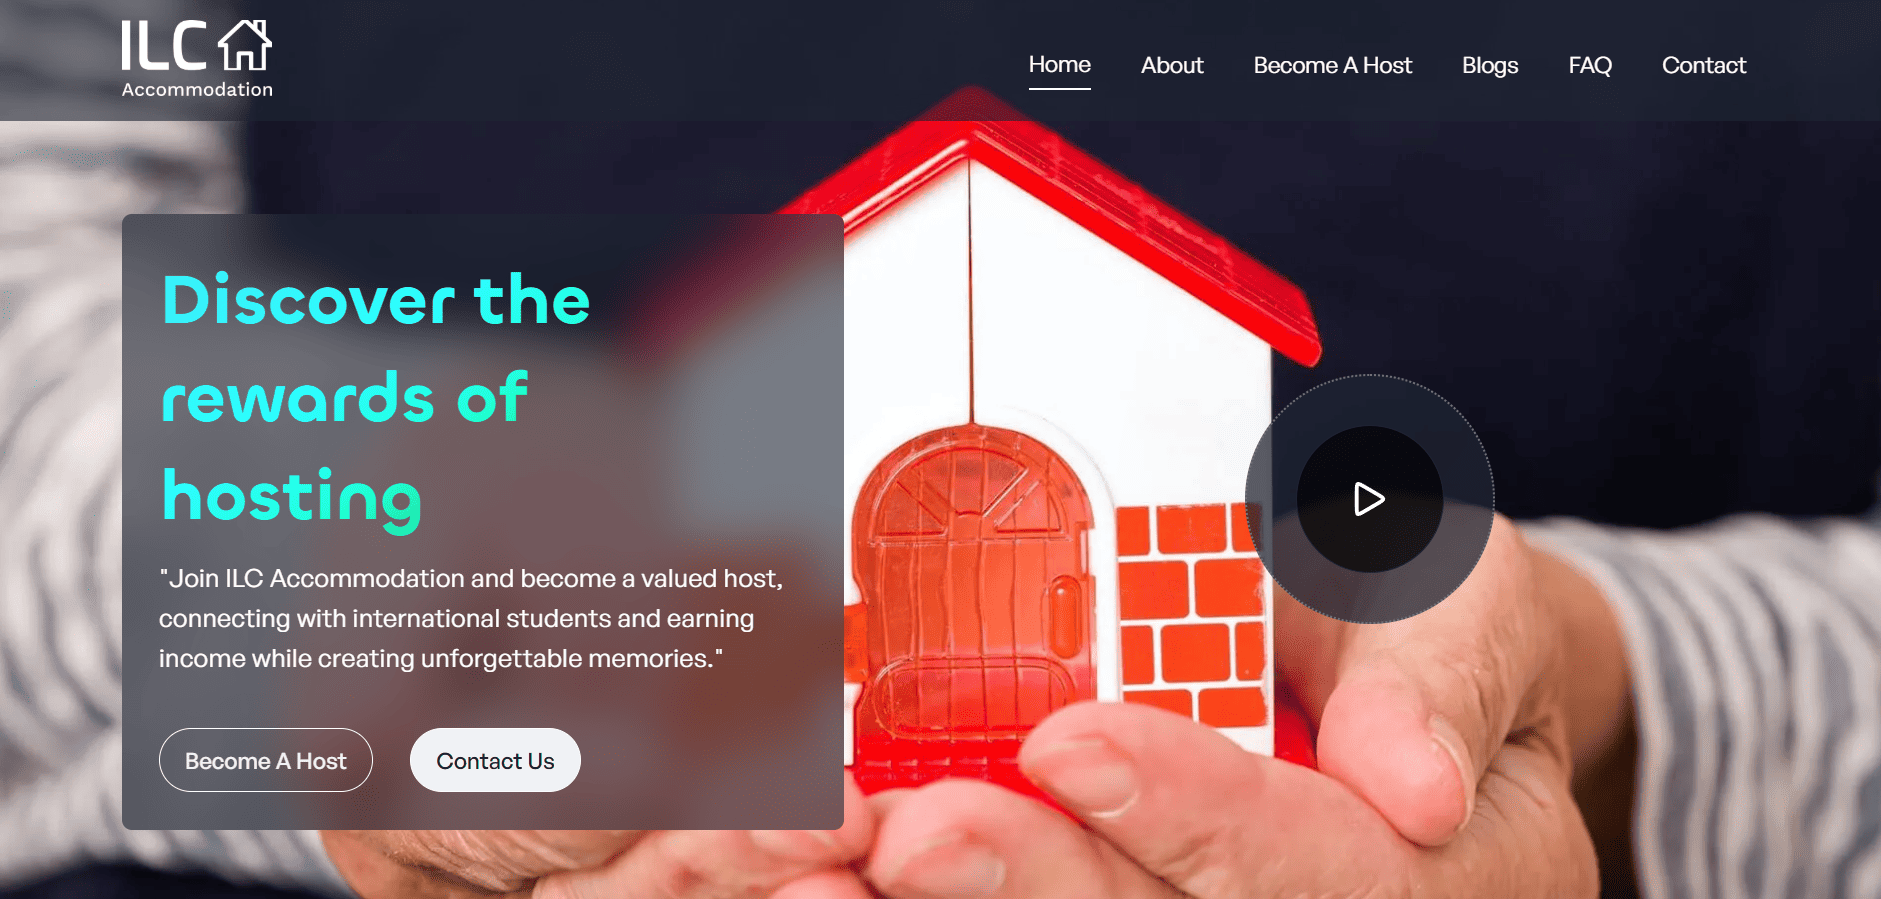 ILC
Accommodation
Home
About
Become A Host
Blogs
FAQ
Contact
Discover the
rewards of
hosting
"Join ILC Accommodation and become a valued host,
connecting with international students and earning
income while creating unforgettable memories."
Become A Host
Contact Us